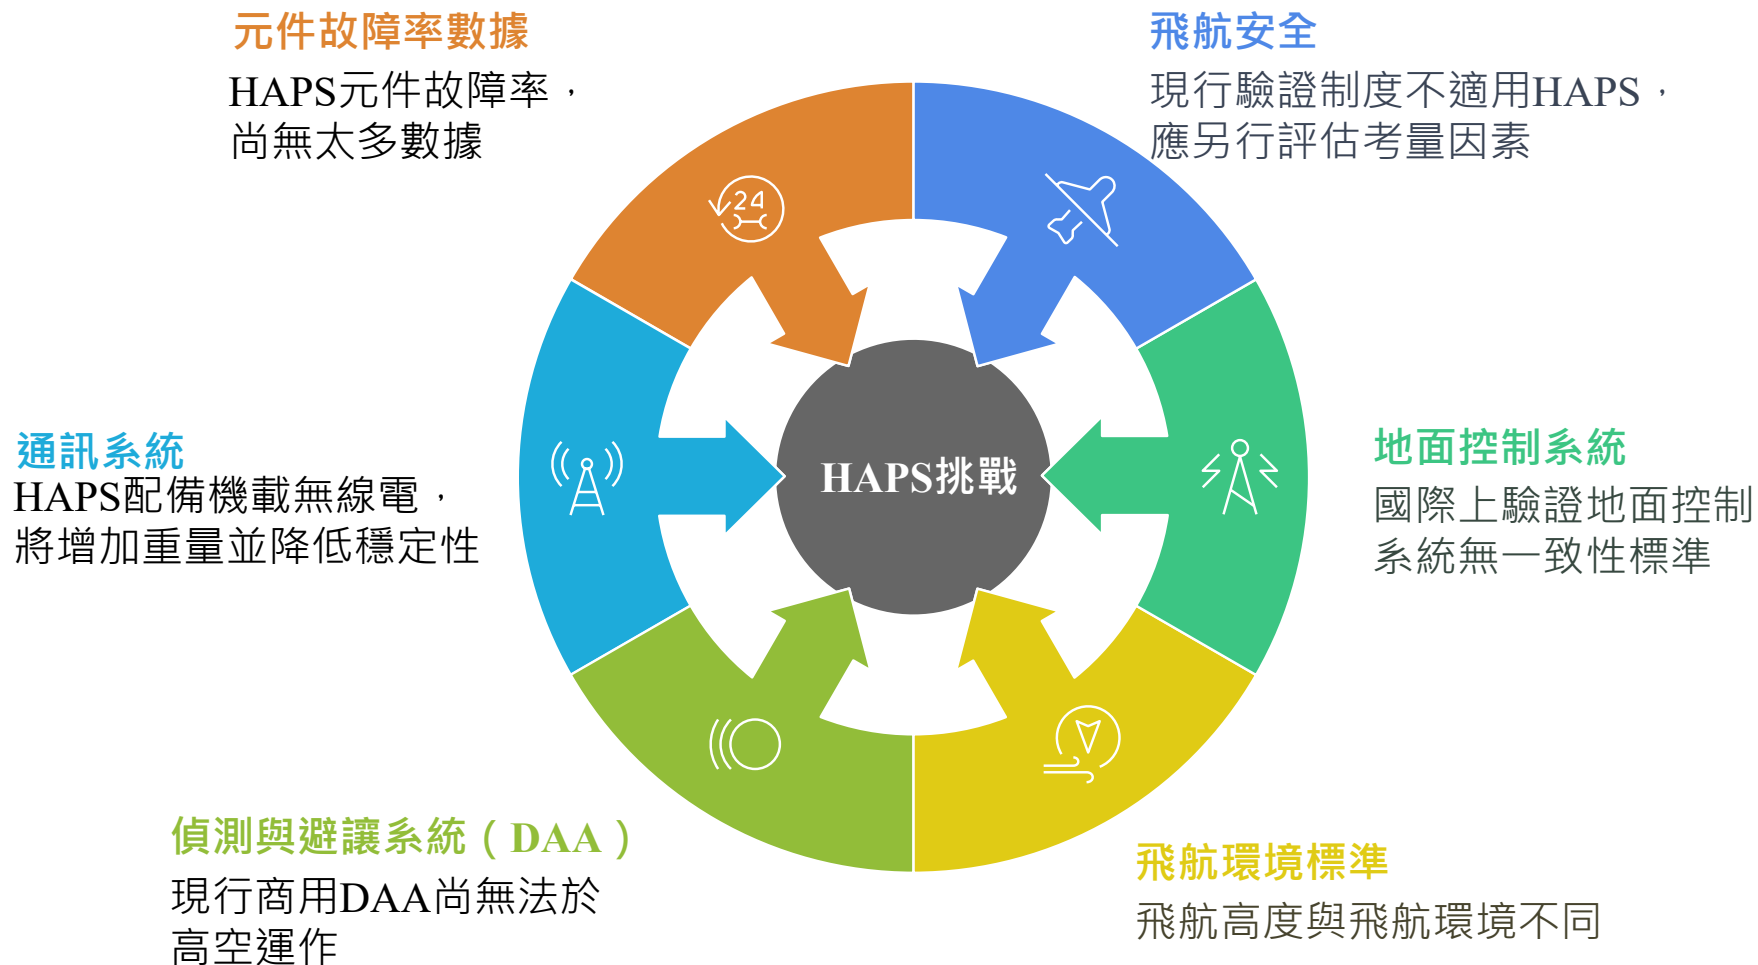 元件故障率數據
HAPS元件故障率，
尚無太多數據
飛航安全
現行驗證制度不適用HAPS，
應另行評估考量因素
24
通訊系統
HAPS配備機載無線電，
將增加重量並降低穩定性
HAPS挑戰
地面控制系統
國際上驗證地面控制
系統無一致性標準
偵測與避讓系統（DAA）
現行商用DAA尚無法於
高空運作
飛航環境標準
飛航高度與飛航環境不同